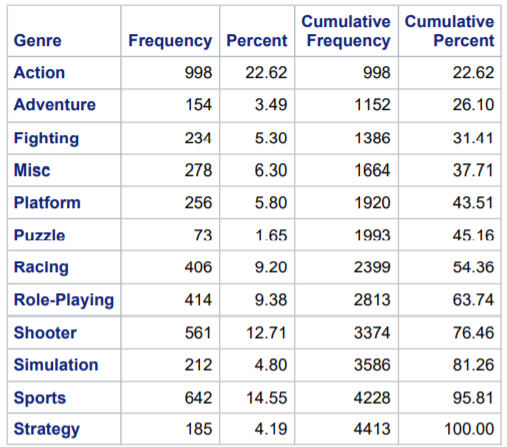 Genre Frequency Percent Cumulative Frequency Cumulative Percent
Action 998 22.62 998 22.62
Adventure 154 3.49 1152 26.10
Fighting 234 5.30 1386 31.41
Misc 278 6.30 1664 37.71
Platform 256 5.80 1920 43.51
Puzzle 73 1.65 1993 45.16
Racing 406 9.20 2399 54.36
Role-Playing 414 9.38 2813 63.74
Shooter 561 12.71 3374 76.46
Simulation 212 4.80 3586 81.26
Sports 642 14.55 4228 95.81
Strategy 185 4.19 4413 100.00